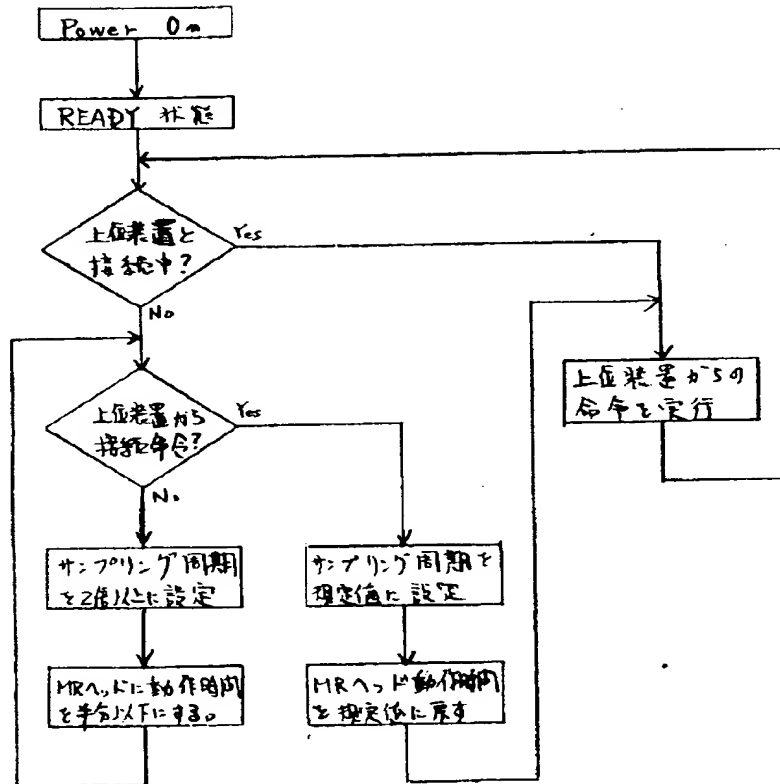 Power On
READY 状態
上位装置と
接続中?
Yes
No
上位装置から
接続命令?
Yes
No
上位装置からの
命令を実行
サンプリング周期
を2倍以上に設定
サンプリング周期を
規定値に設定
MRヘッドに動作時間
を半分以下にする。
MRヘッド動作時間
を規定値に戻す